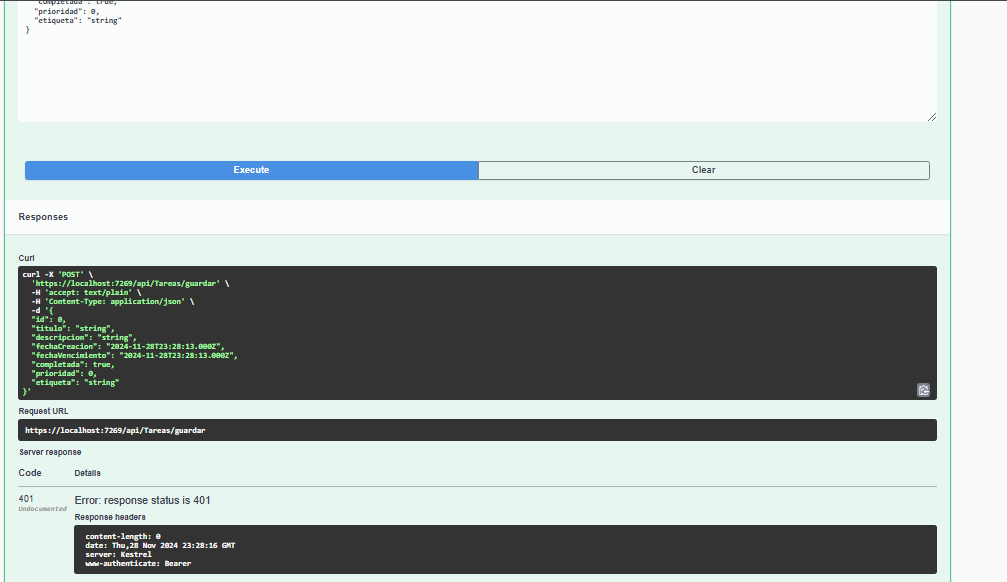 "completada": true,
"prioridad": 0,
"etiqueta": "string"
}
Execute
Clear
Responses
Curl
curl -X 'POST' \
'https://localhost:7269/api/Tareas/guardar' \
-H 'accept: text/plain' \
-H 'Content-Type: application/json' \
-d '{
"id": 0,
"titulo": "string",
"descripcion": "string",
"fechaCreacion": "2024-11-28T23:28:13.000Z",
"fechaVencimiento": "2024-11-28T23:28:13.000Z",
"completada": true,
"prioridad": 0,
"etiqueta": "string"
}'
Request URL
https://localhost:7269/api/Tareas/guardar
Server response
Code
Details
401
Undocumented
Error: response status is 401
Response headers
content-length: 0
date: Thu,28 Nov 2024 23:28:16 GMT
server: Kestrel
www-authenticate: Bearer